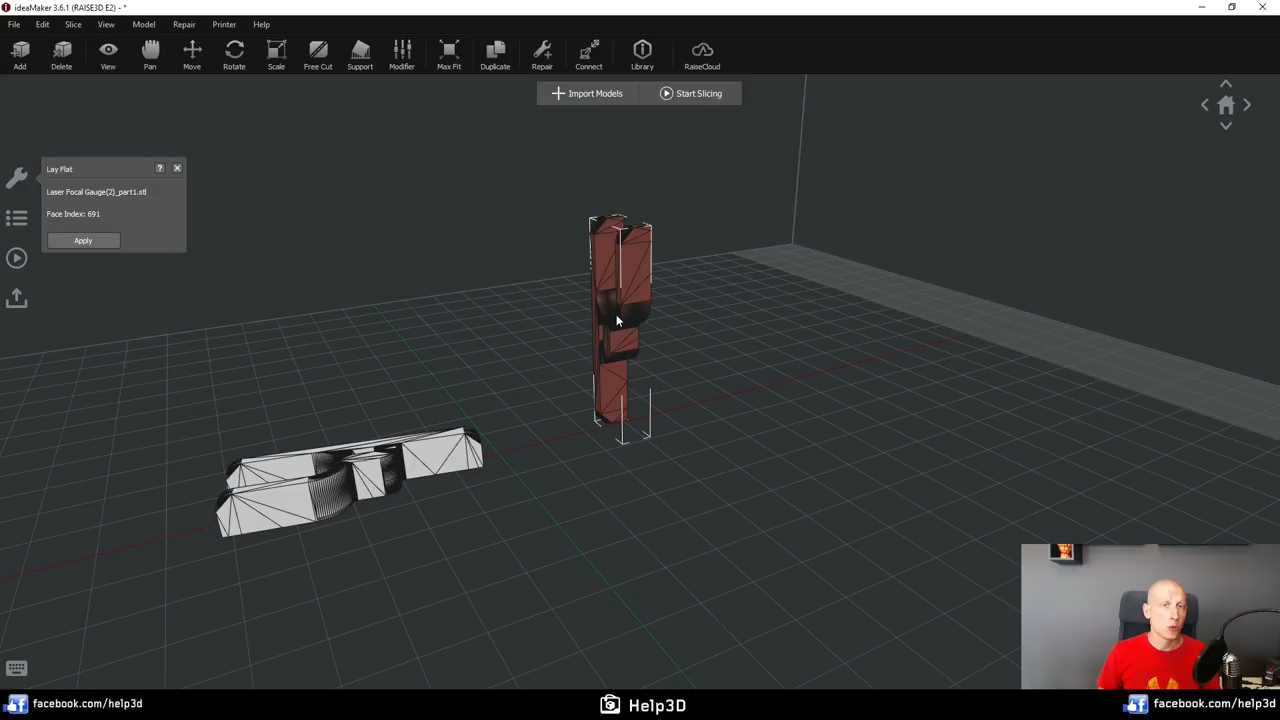 ideaMaker 3.6.1 (RAISE3D E2) - *
File Edit Slice View Model Repair Printer Help
Add Delete View Pan Move Rotate Scale Free Cut Support Modifier Max Fit Duplicate Repair Connect Library RaiseCloud
Import Models Start Slicing
Lay Flat ?
Laser Focal Gauge(2)_part1.stl
Face Index: 691
Apply
facebook.com/help3d Help3D facebook.com/help3d